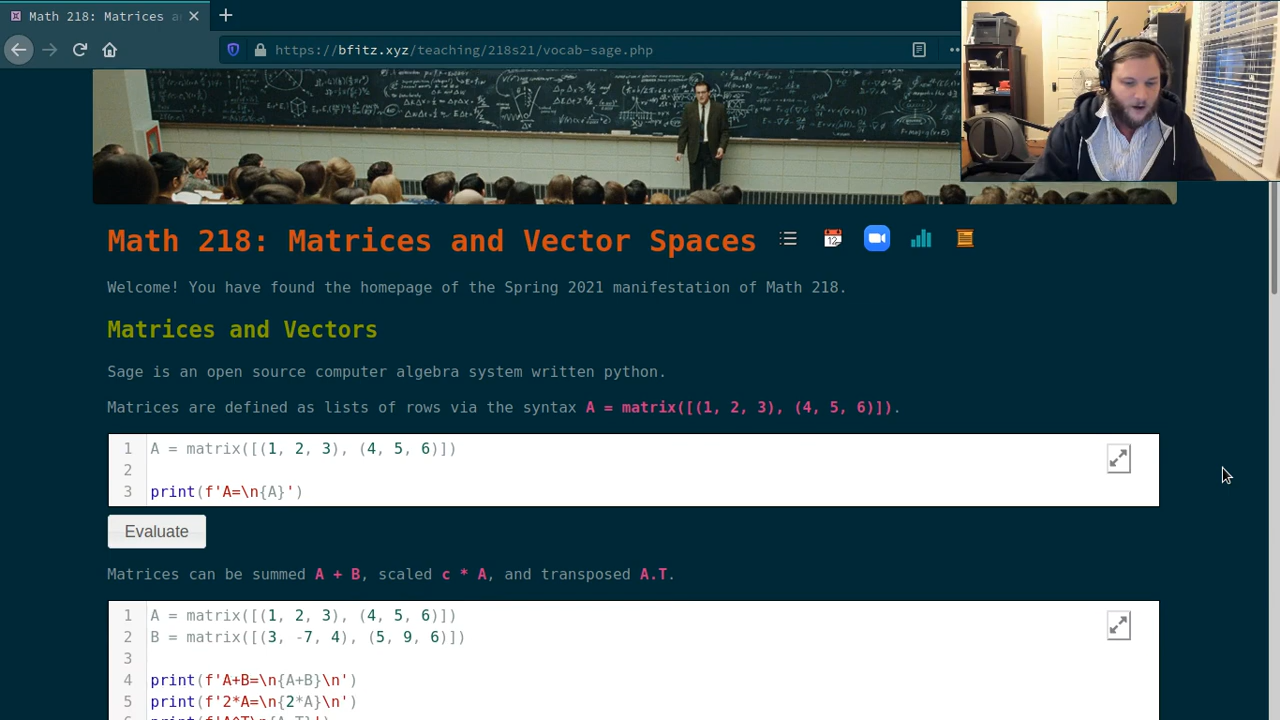 Math 218: Matrices a
https://bfitz.xyz/teaching/218s21/vocab-sage.php
Math 218: Matrices and Vector Spaces
12
Welcome! You have found the homepage of the Spring 2021 manifestation of Math 218.
Matrices and Vectors
Sage is an open source computer algebra system written python.
Matrices are defined as lists of rows via the syntax A = matrix([(1, 2, 3), (4, 5, 6)]).
1 A = matrix([(1, 2, 3), (4, 5, 6)])
2
3 print(f'A=\n{A}')
Evaluate
Matrices can be summed A + B, scaled c * A, and transposed A.T.
1 A = matrix([(1, 2, 3), (4, 5, 6)])
2 B = matrix([(3, -7, 4), (5, 9, 6)])
3
4 print(f'A+B=\n{A+B}\n')
5 print(f'2*A=\n{2*A}\n')